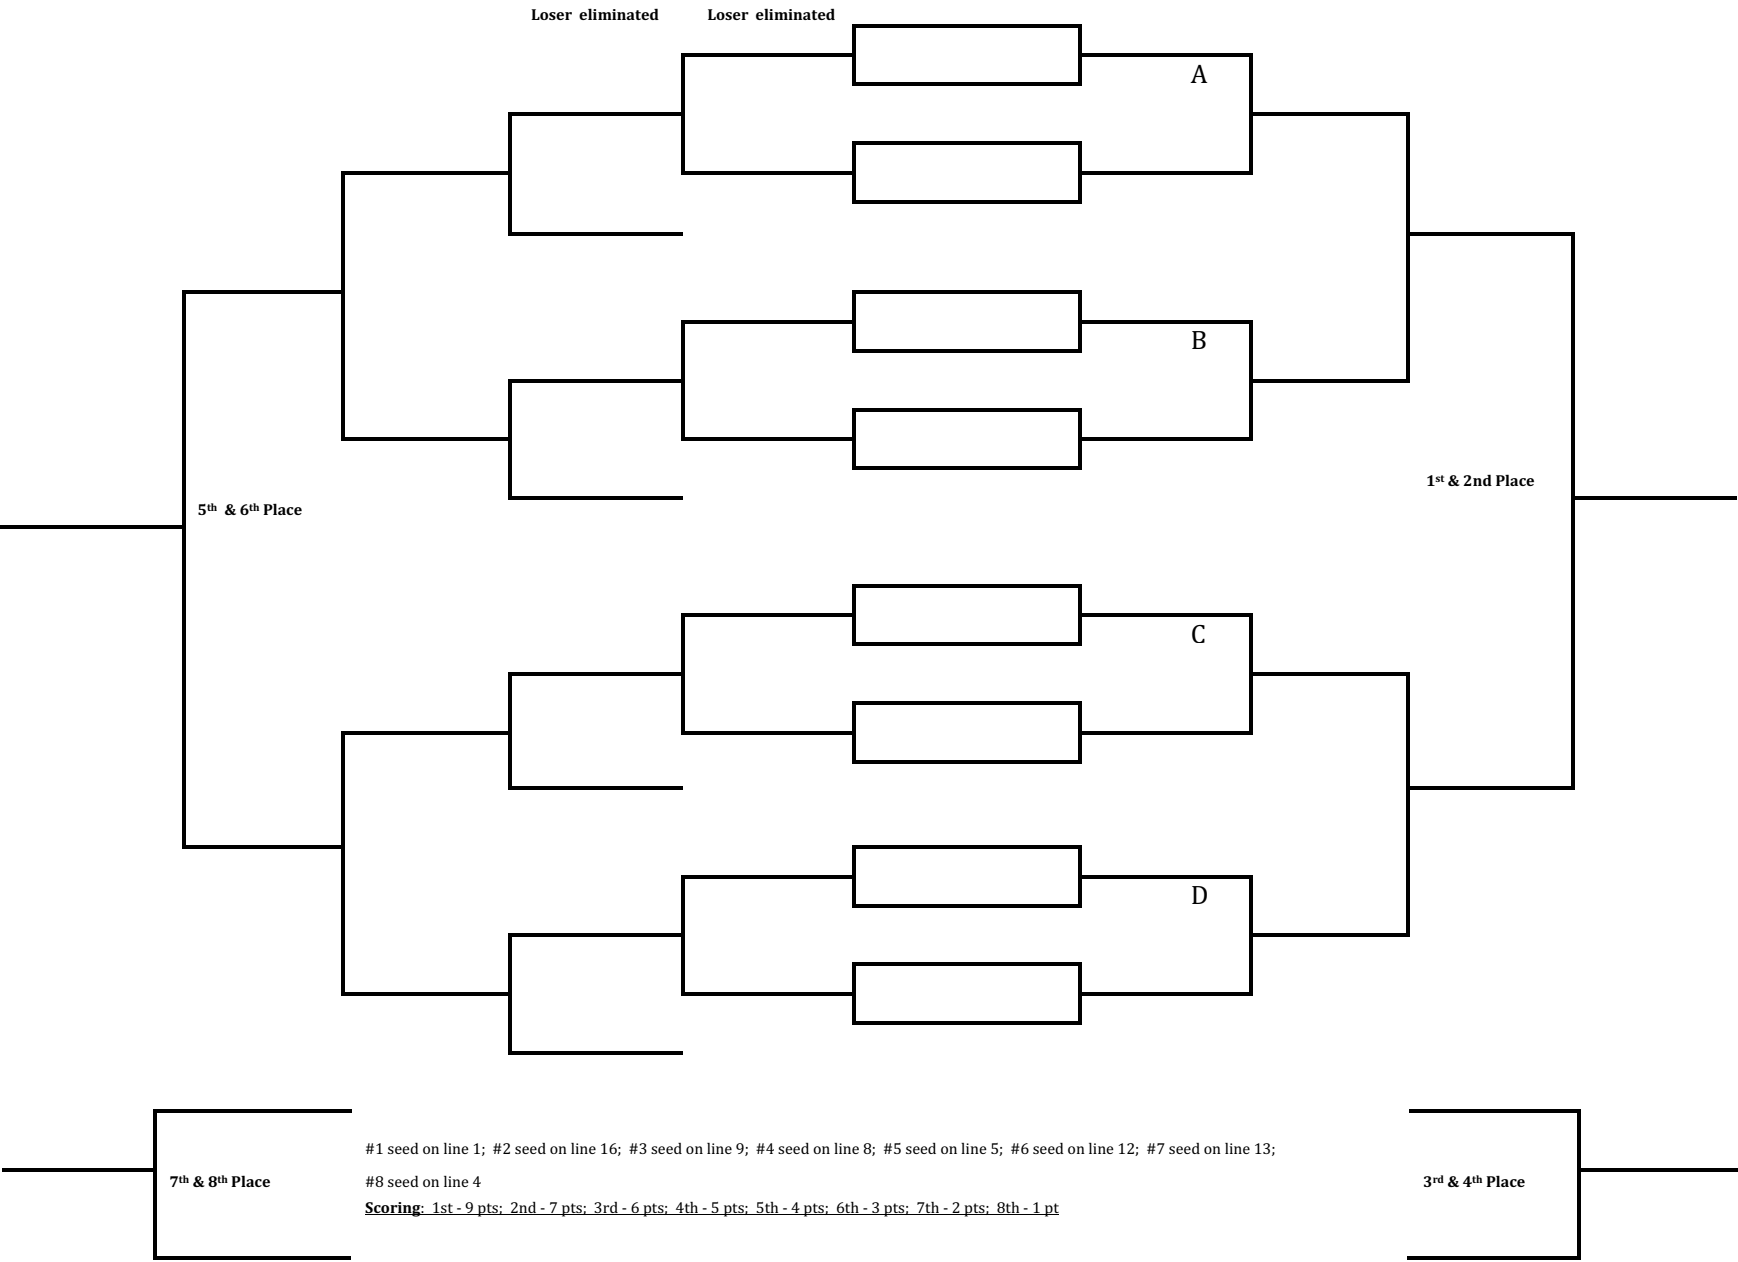 Loser eliminated Loser eliminated
A
B
1st & 2nd Place
5th & 6th Place
C
D
#1 seed on line 1; #2 seed on line 16; #3 seed on line 9; #4 seed on line 8; #5 seed on line 5; #6 seed on line 12; #7 seed on line 13;
7th & 8th Place #8 seed on line 4 3rd & 4th Place
Scoring: 1st - 9 pts; 2nd - 7 pts; 3rd - 6 pts; 4th - 5 pts; 5th - 4 pts; 6th - 3 pts; 7th - 2 pts; 8th - 1 pt